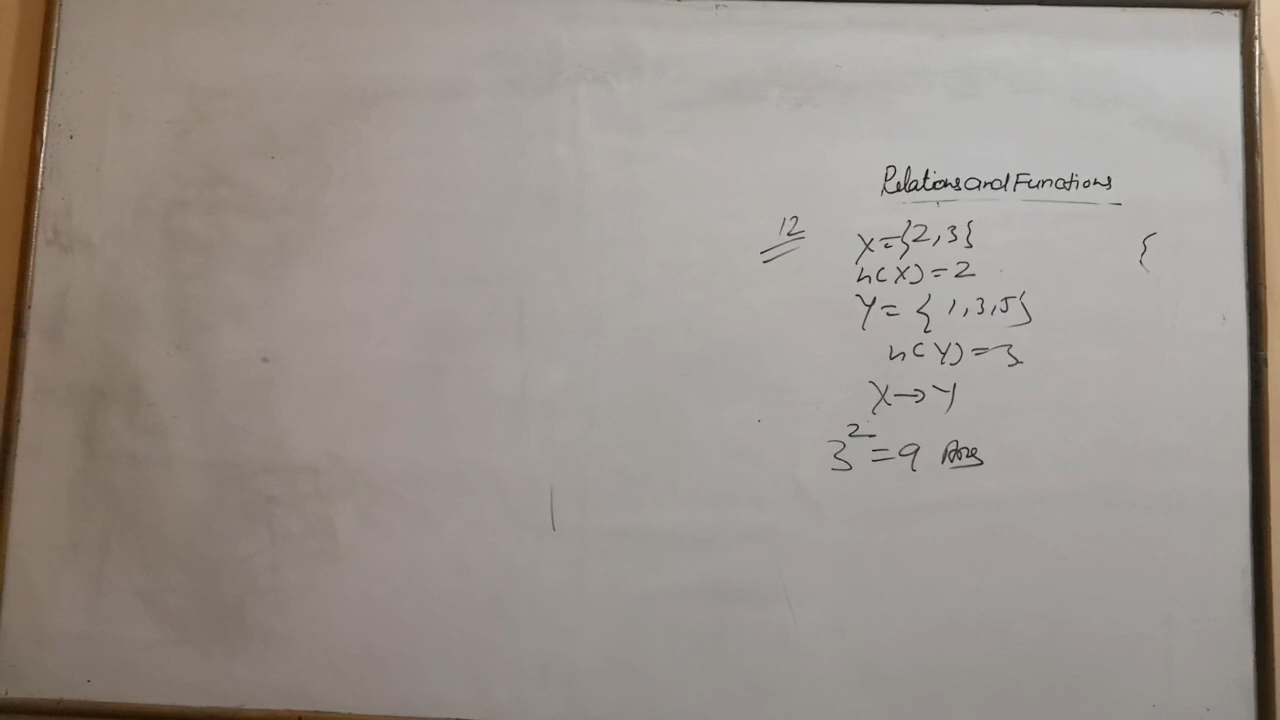 Relations and Functions
12
X={2,3}
n(X)=2
Y={1,3,5}
n(Y)=3
X→Y
3²=9 Ans
{